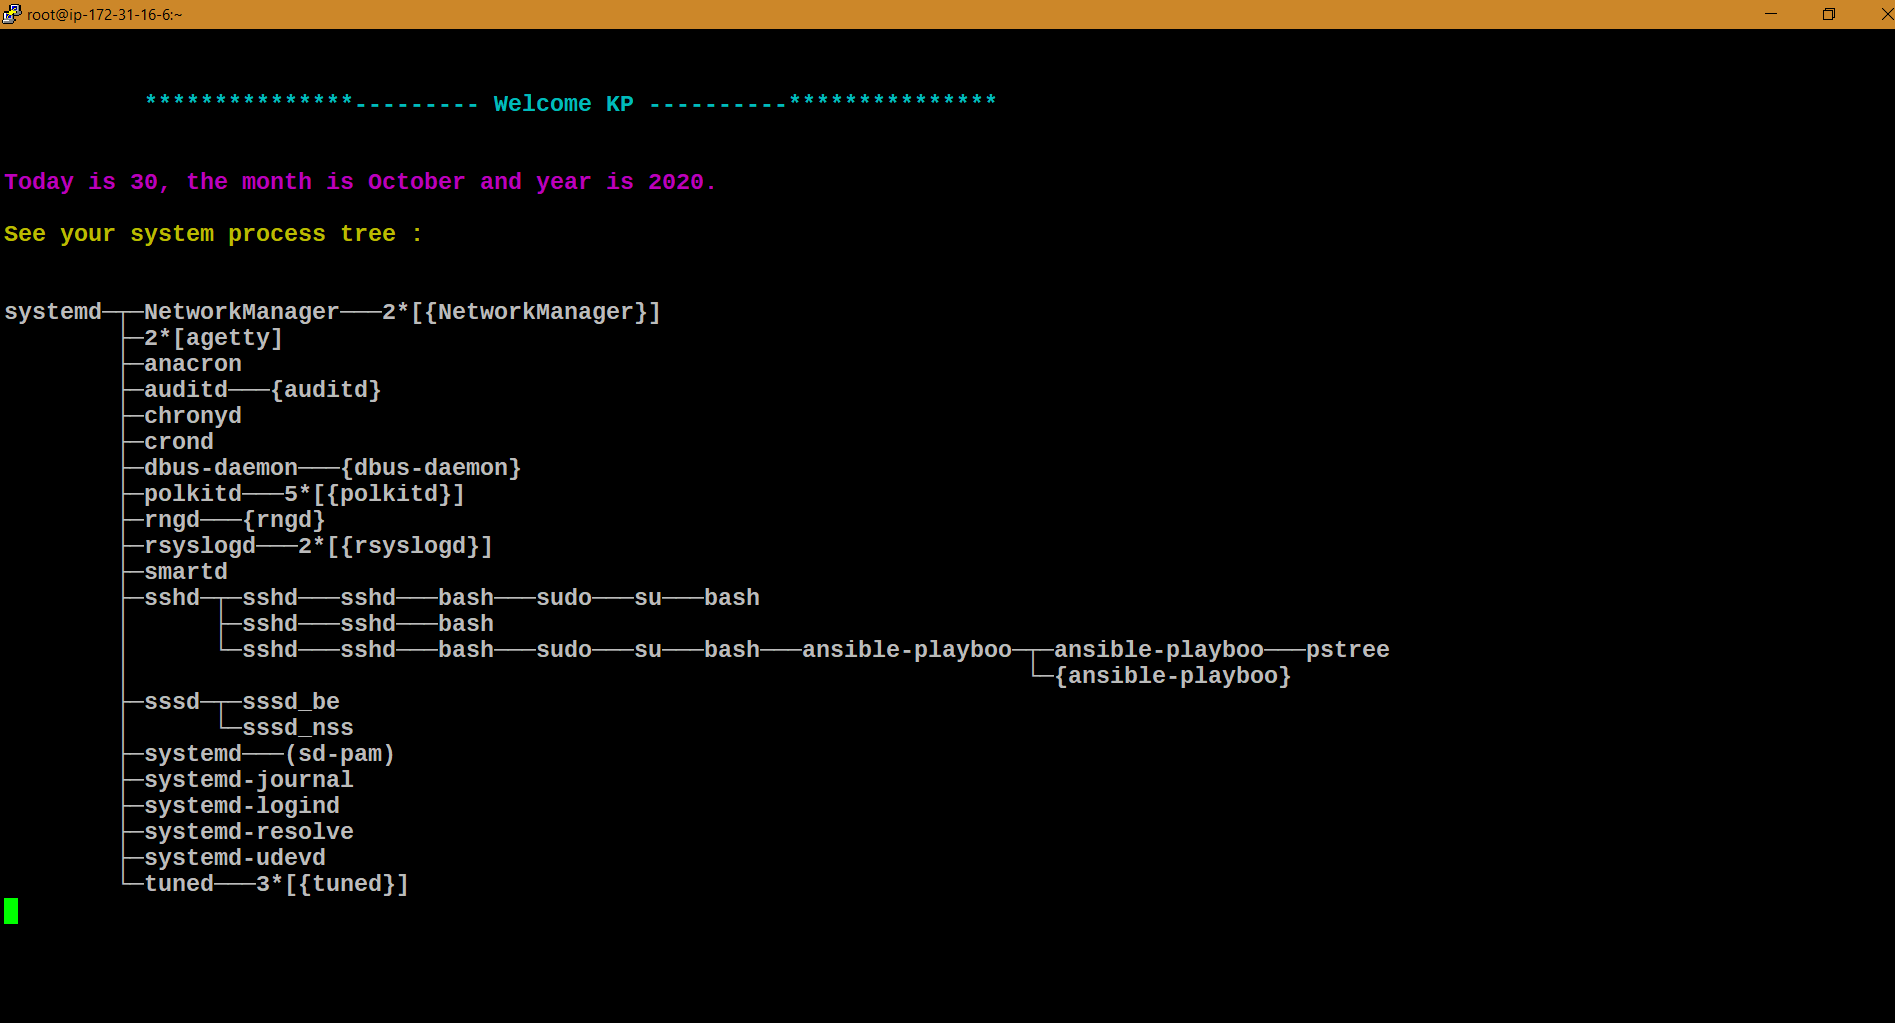 root@ip-172-31-16-6:~
***************--------- Welcome KP ----------***************
Today is 30, the month is October and year is 2020.
See your system process tree :
systemd─┬─NetworkManager───2*[{NetworkManager}]
        ├─2*[agetty]
        ├─anacron
        ├─auditd───{auditd}
        ├─chronyd
        ├─crond
        ├─dbus-daemon───{dbus-daemon}
        ├─polkitd───5*[{polkitd}]
        ├─rngd───{rngd}
        ├─rsyslogd───2*[{rsyslogd}]
        ├─smartd
        ├─sshd─┬─sshd───sshd───bash───sudo───su───bash
        │      ├─sshd───sshd───bash
        │      └─sshd───sshd───bash───sudo───su───bash───ansible-playboo─┬─ansible-playboo───pstree
        │                                                                └─{ansible-playboo}
        ├─sssd─┬─sssd_be
        │      └─sssd_nss
        ├─systemd───(sd-pam)
        ├─systemd-journal
        ├─systemd-logind
        ├─systemd-resolve
        ├─systemd-udevd
        └─tuned───3*[{tuned}]